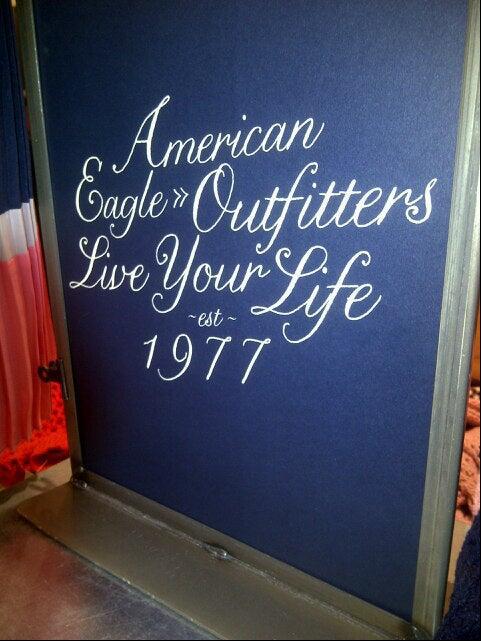 American
Eagle » Outfitters
Live Your Life
~est~
1977